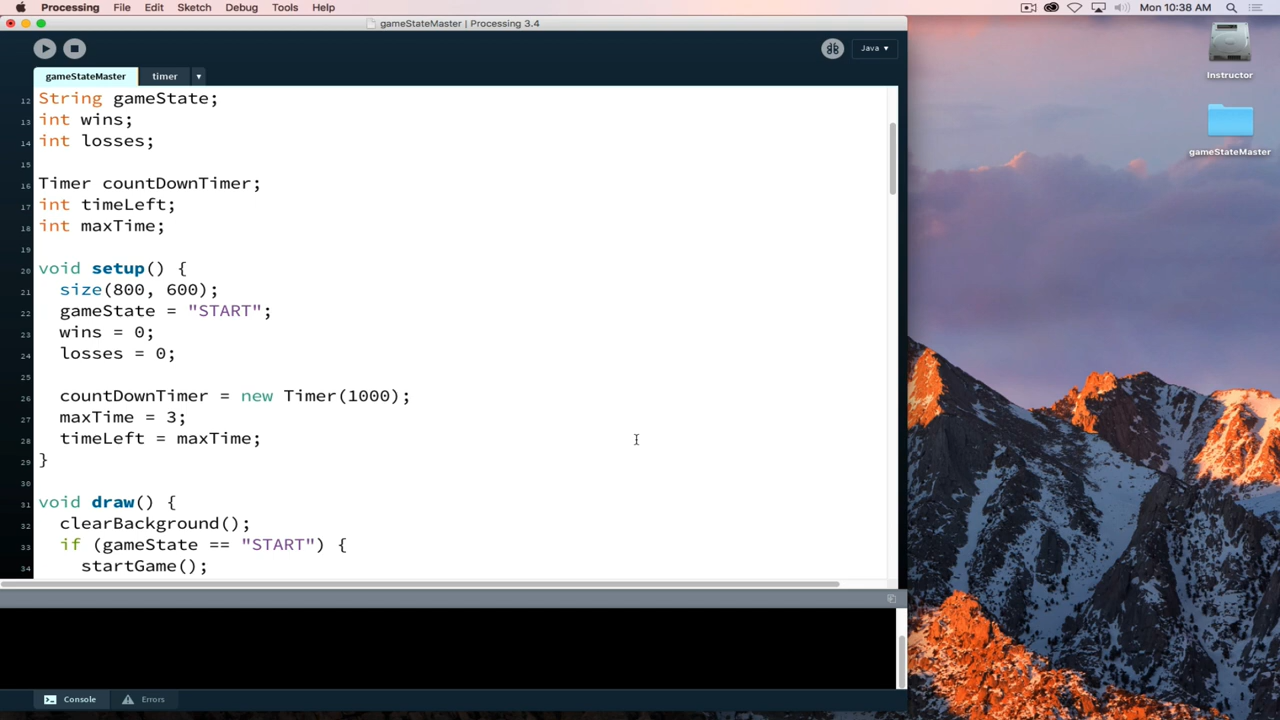 Processing File Edit Sketch Debug Tools Help Mon 10:38 AM
gameStateMaster | Processing 3.4
Java ▾
gameStateMaster timer ▾
12 String gameState;
13 int wins;
14 int losses;
15
16 Timer countDownTimer;
17 int timeLeft;
18 int maxTime;
19
20 void setup() {
21 size(800, 600);
22 gameState = "START";
23 wins = 0;
24 losses = 0;
25
26 countDownTimer = new Timer(1000);
27 maxTime = 3;
28 timeLeft = maxTime;
29 }
30
31 void draw() {
32 clearBackground();
33 if (gameState == "START") {
34 startGame();
Console Errors
Instructor
gameStateMaster